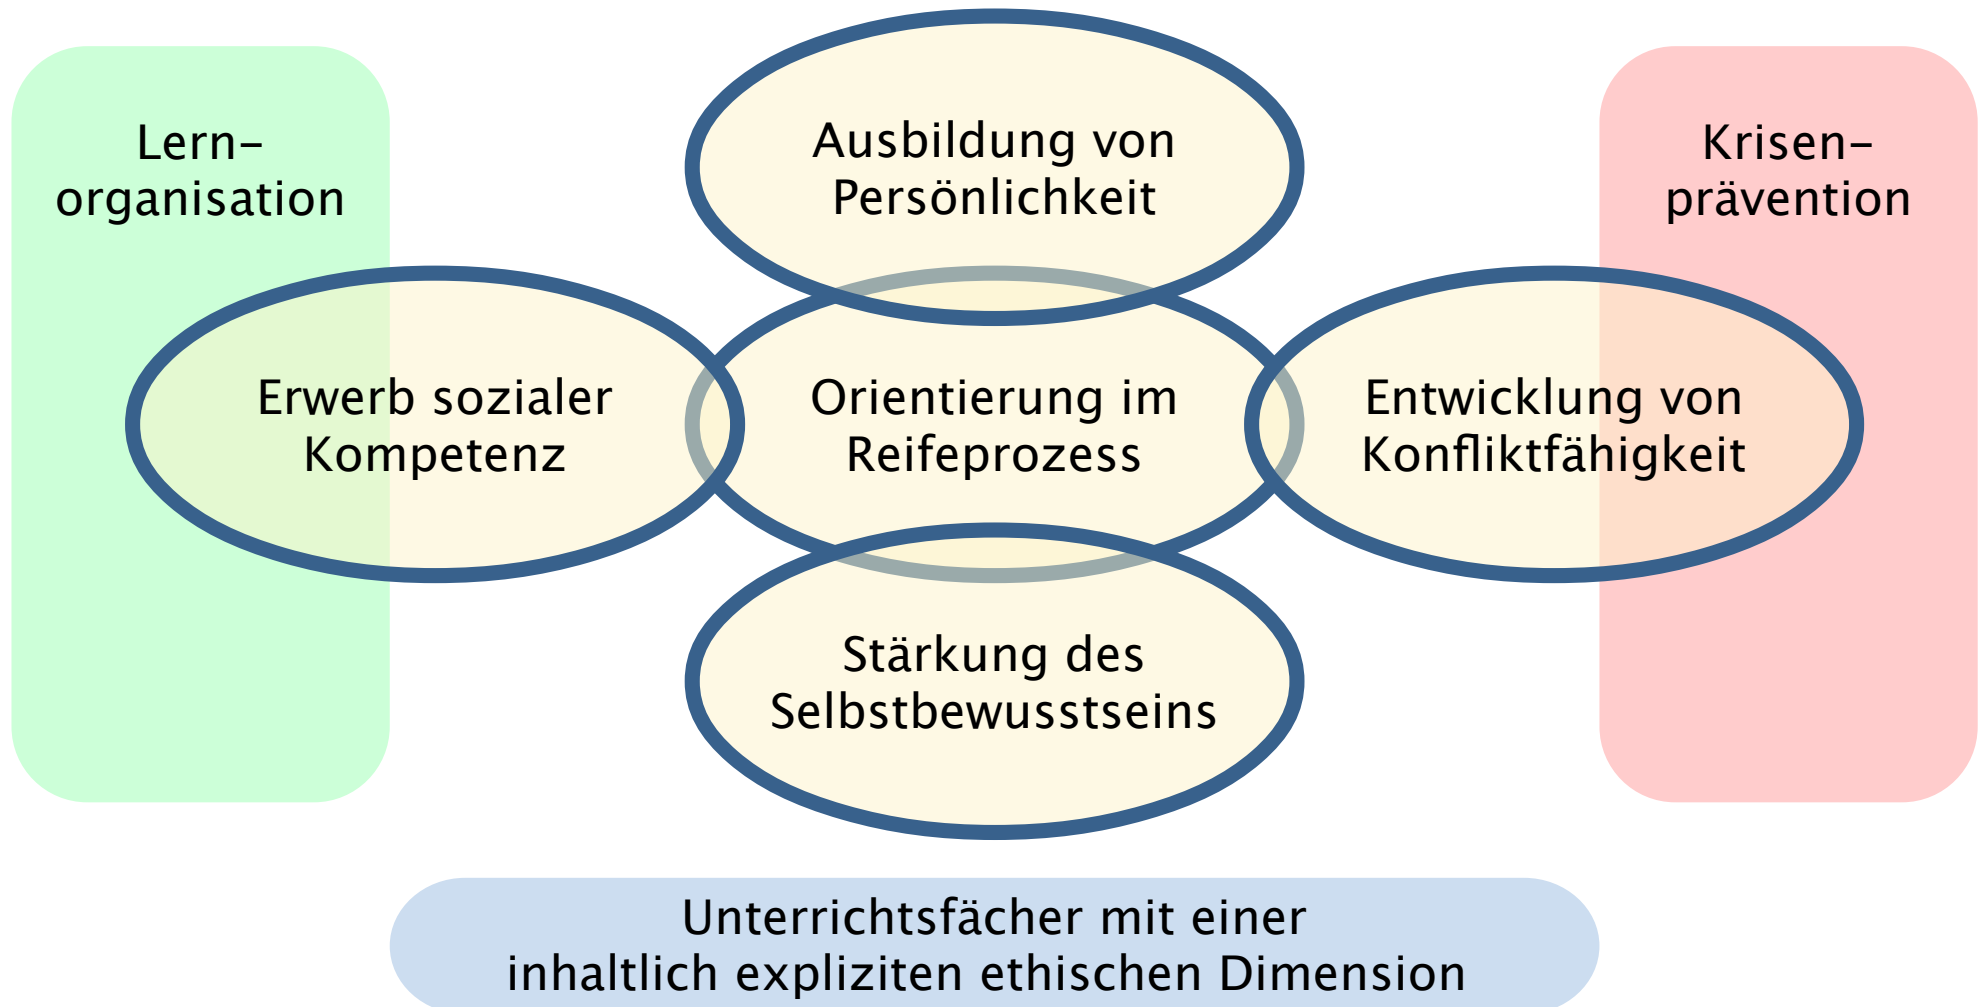 Lern-
organisation
Ausbildung von
Persönlichkeit
Krisen-
prävention
Erwerb sozialer
Kompetenz
Orientierung im
Reifeprozess
Entwicklung von
Konfliktfähigkeit
Stärkung des
Selbstbewusstseins
Unterrichtsfächer mit einer
inhaltlich expliziten ethischen Dimension